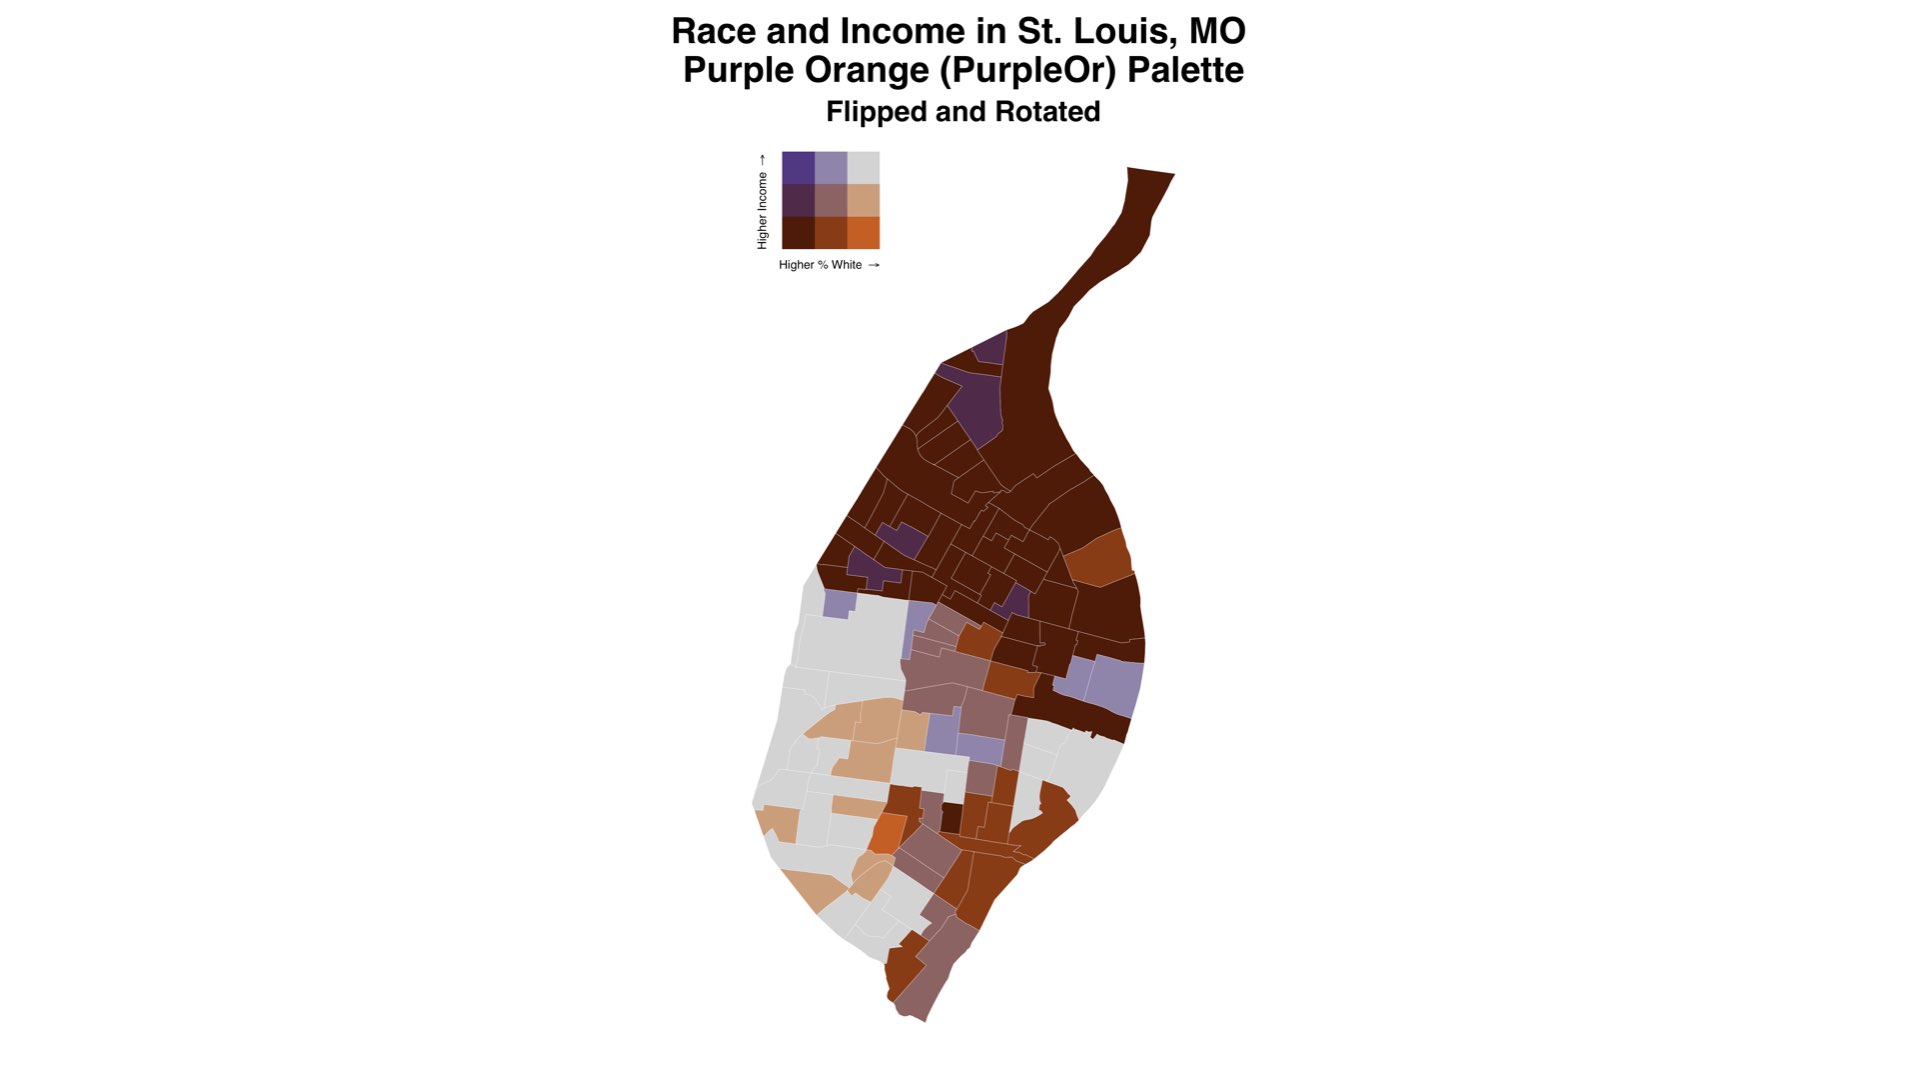 Race and Income in St. Louis, MO
Purple Orange (PurpleOr) Palette
Flipped and Rotated
Higher Income →
Higher % White →